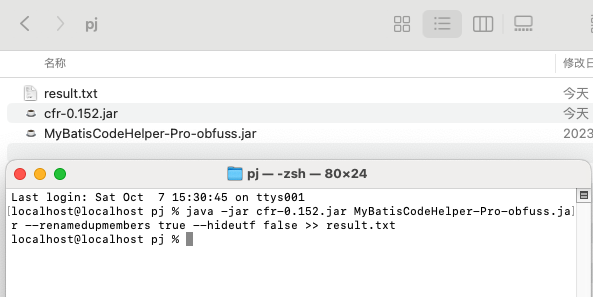 pj
名称
修改日
result.txt
今天
cfr-0.152.jar
今天
MyBatisCodeHelper-Pro-obfuss.jar
2023
pj — -zsh — 80×24
Last login: Sat Oct  7 15:30:45 on ttys001
[localhost@localhost pj % java -jar cfr-0.152.jar MyBatisCodeHelper-Pro-obfuss.ja]
r --renamedupmembers true --hideutf false >> result.txt
localhost@localhost pj %